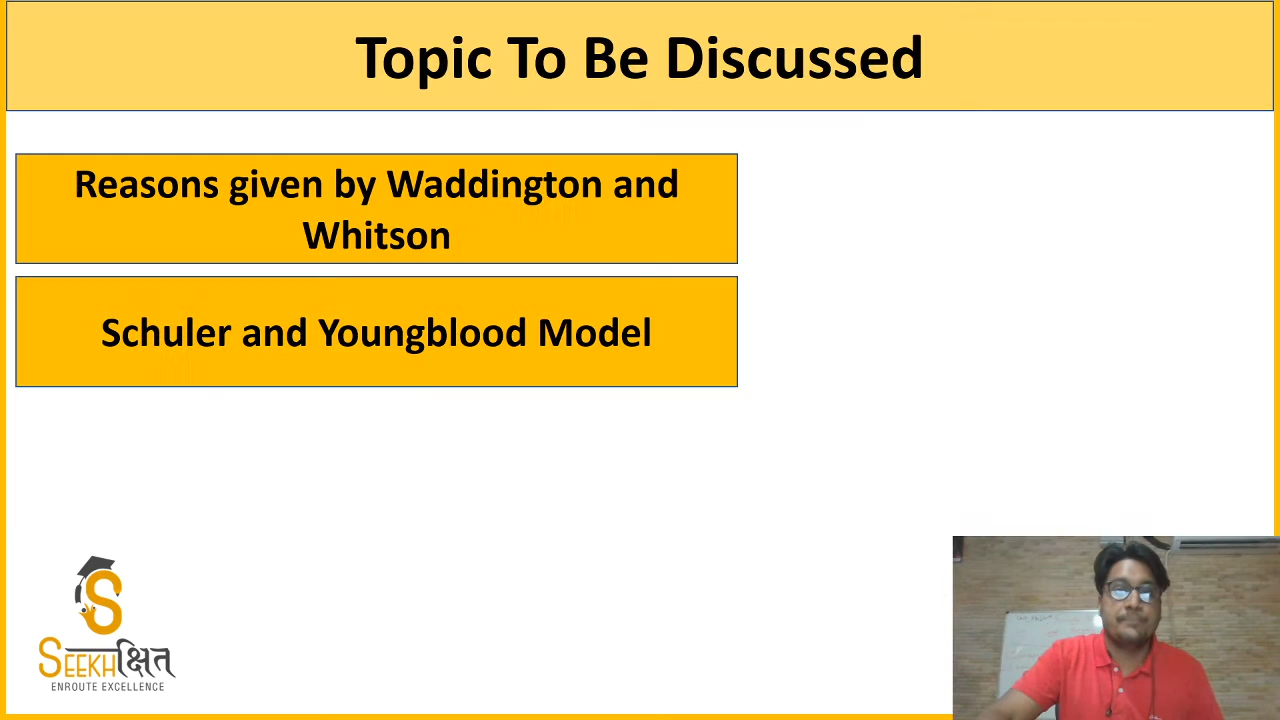 Topic To Be Discussed
Reasons given by Waddington and
Whitson
Schuler and Youngblood Model
S
SEEKHक्षित
ENROUTE EXCELLENCE